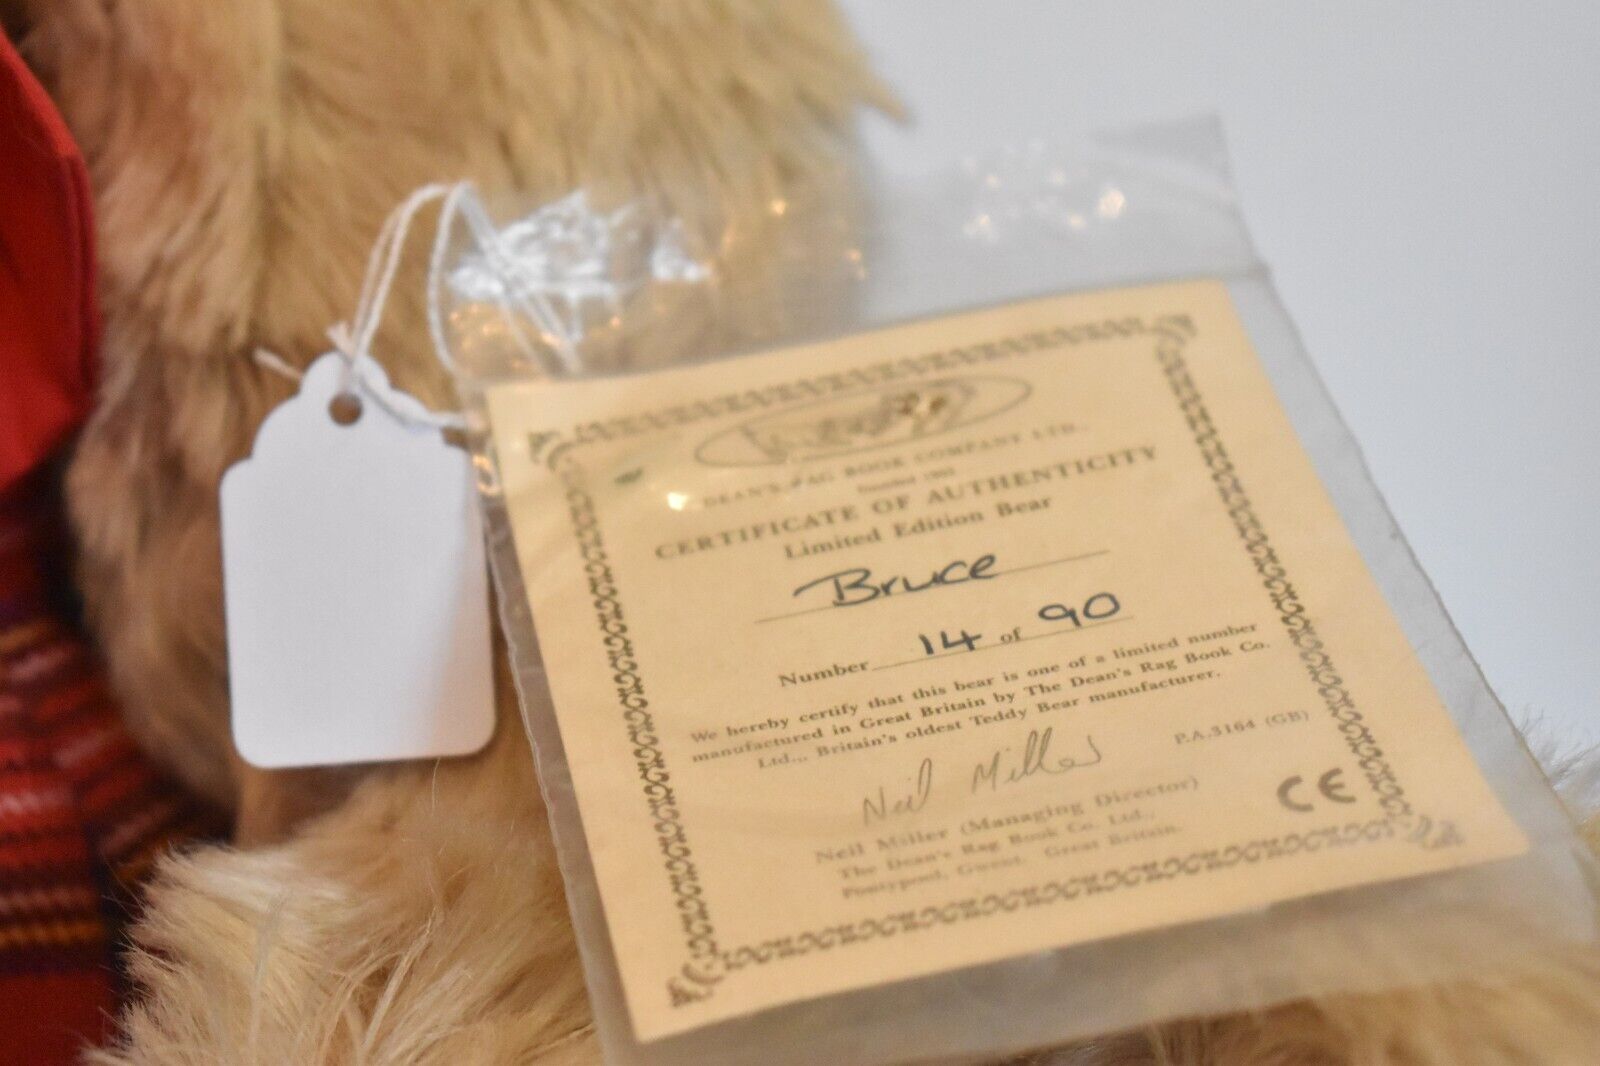 DEAN'S RAG BOOK COMPANY LTD.
Founded 1903
CERTIFICATE OF AUTHENTICITY
Limited Edition Bear
Bruce
Number 14 of 90
We hereby certify that this bear is one of a limited number
manufactured in Great Britain by The Dean's Rag Book Co.
Ltd., Britain's oldest Teddy Bear manufacturer.
Neil Miller
P.A.3164 (GB)
Neil Miller (Managing Director)
The Dean's Rag Book Co. Ltd.,
Pontypool, Gwent. Great Britain.
CE